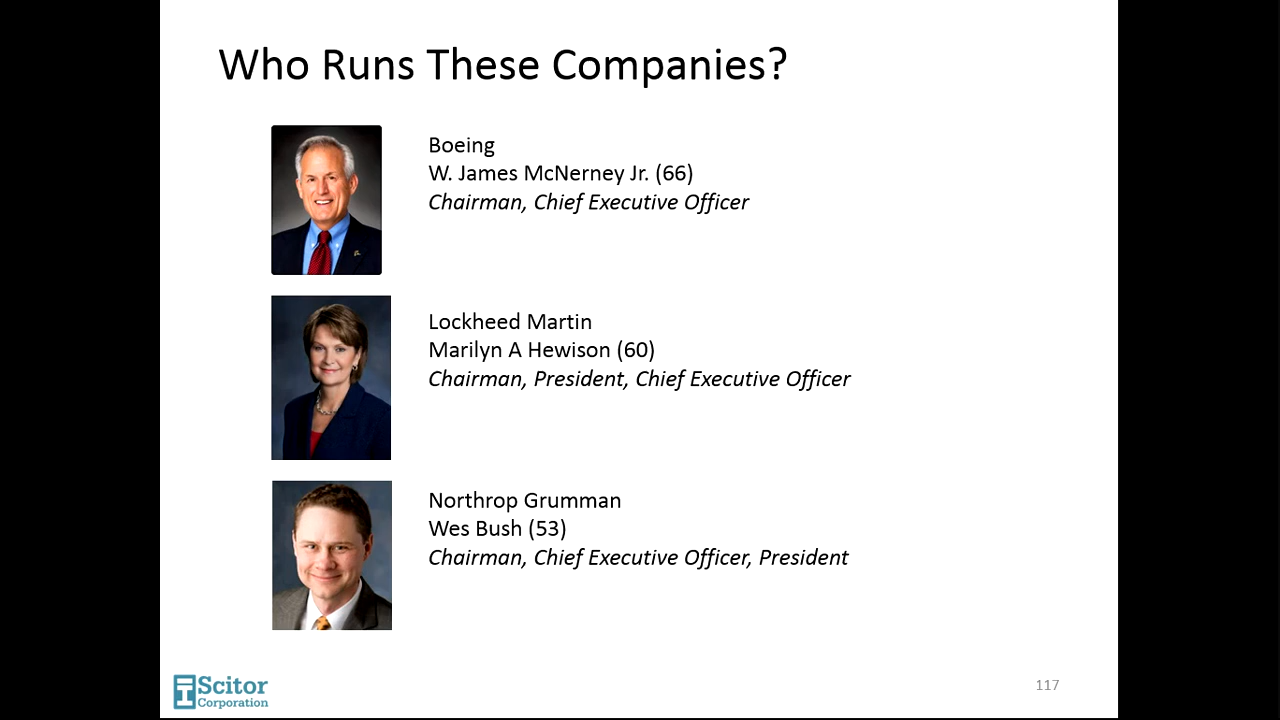 Who Runs These Companies?
Boeing
W. James McNerney Jr. (66)
Chairman, Chief Executive Officer
Lockheed Martin
Marilyn A Hewison (60)
Chairman, President, Chief Executive Officer
Northrop Grumman
Wes Bush (53)
Chairman, Chief Executive Officer, President
Scitor
Corporation
117